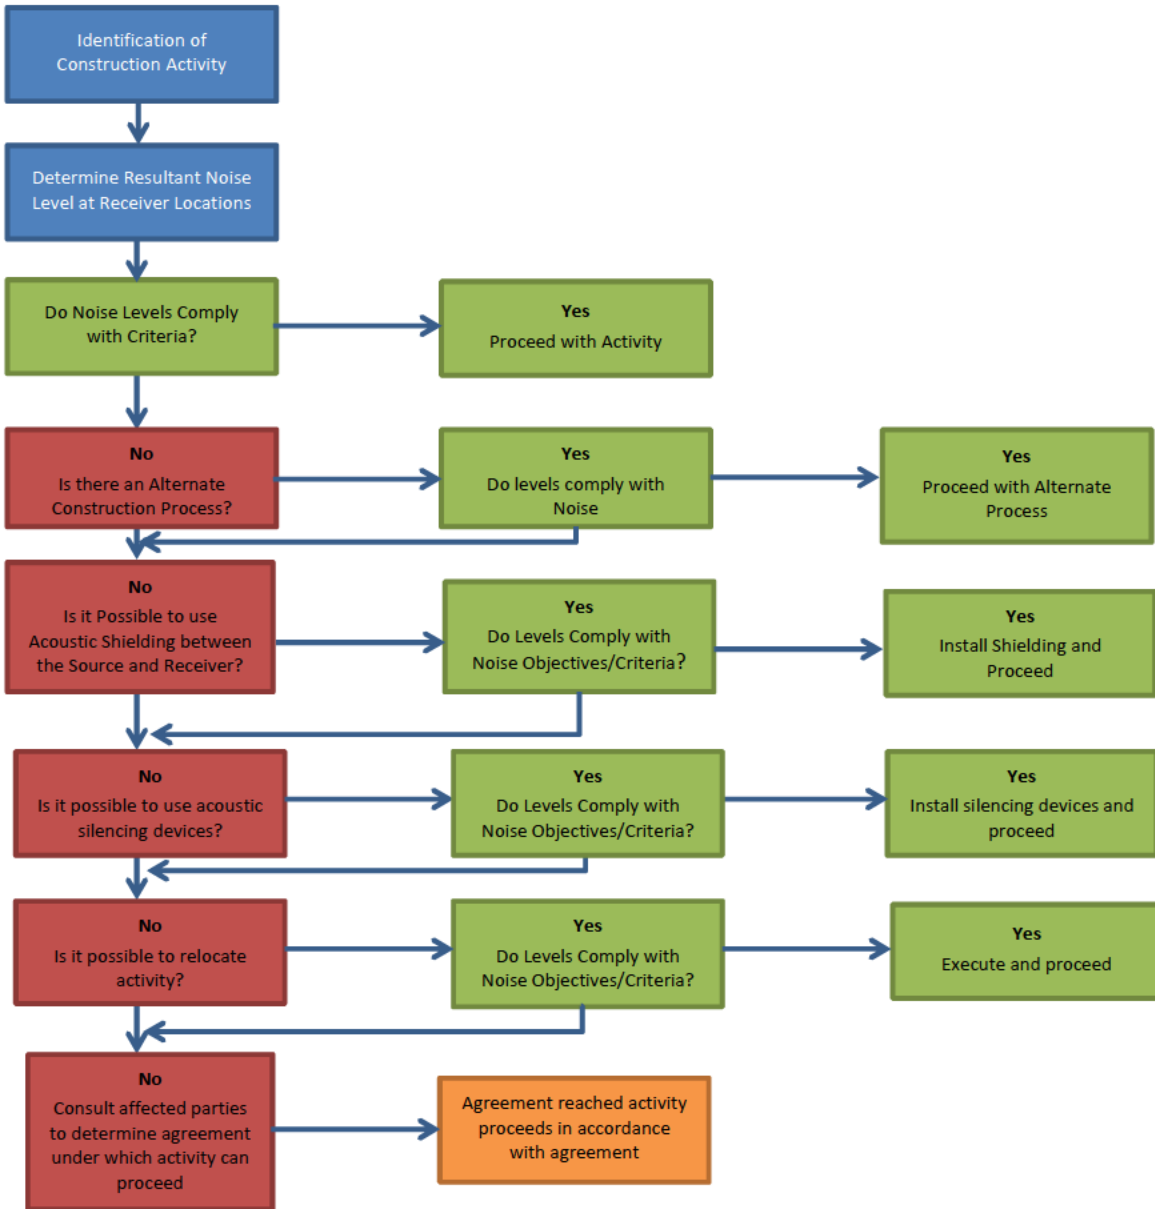 Identification of
Construction Activity
Determine Resultant Noise
Level at Receiver Locations
Do Noise Levels Comply
with Criteria?
Yes
Proceed with Activity
No
Is there an Alternate
Construction Process?
Yes
Do levels comply with
Noise
Yes
Proceed with Alternate
Process
No
Is it Possible to use
Acoustic Shielding between
the Source and Receiver?
Yes
Do Levels Comply with
Noise Objectives/Criteria?
Yes
Install Shielding and
Proceed
No
Is it possible to use acoustic
silencing devices?
Yes
Do Levels Comply with
Noise Objectives/Criteria?
Yes
Install silencing devices and
proceed
No
Is it possible to relocate
activity?
Yes
Do Levels Comply with
Noise Objectives/Criteria?
Yes
Execute and proceed
No
Consult affected parties
to determine agreement
under which activity can
proceed
Agreement reached activity
proceeds in accordance
with agreement